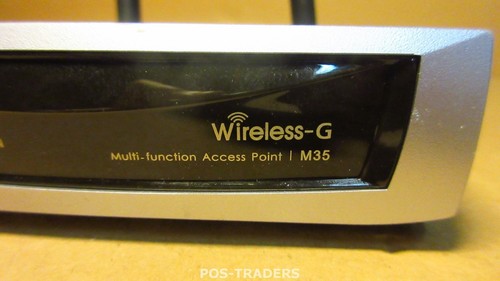 Wireless-G
Multi-function Access Point | M35
POS-TRADERS